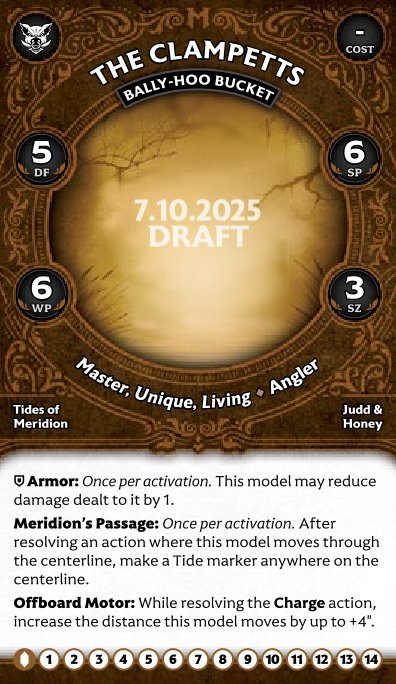 -
COST
THE CLAMPETTS
BALLY-HOO BUCKET
5
DF
6
SP
7.10.2025
DRAFT
6
WP
3
SZ
Master, Unique, Living ◆ Angler
Tides of
Meridion
Judd &
Honey
Armor: Once per activation. This model may reduce
damage dealt to it by 1.
Meridion's Passage: Once per activation. After
resolving an action where this model moves through
the centerline, make a Tide marker anywhere on the
centerline.
Offboard Motor: While resolving the Charge action,
increase the distance this model moves by up to +4".
1 2 3 4 5 6 7 8 9 10 11 12 13 14